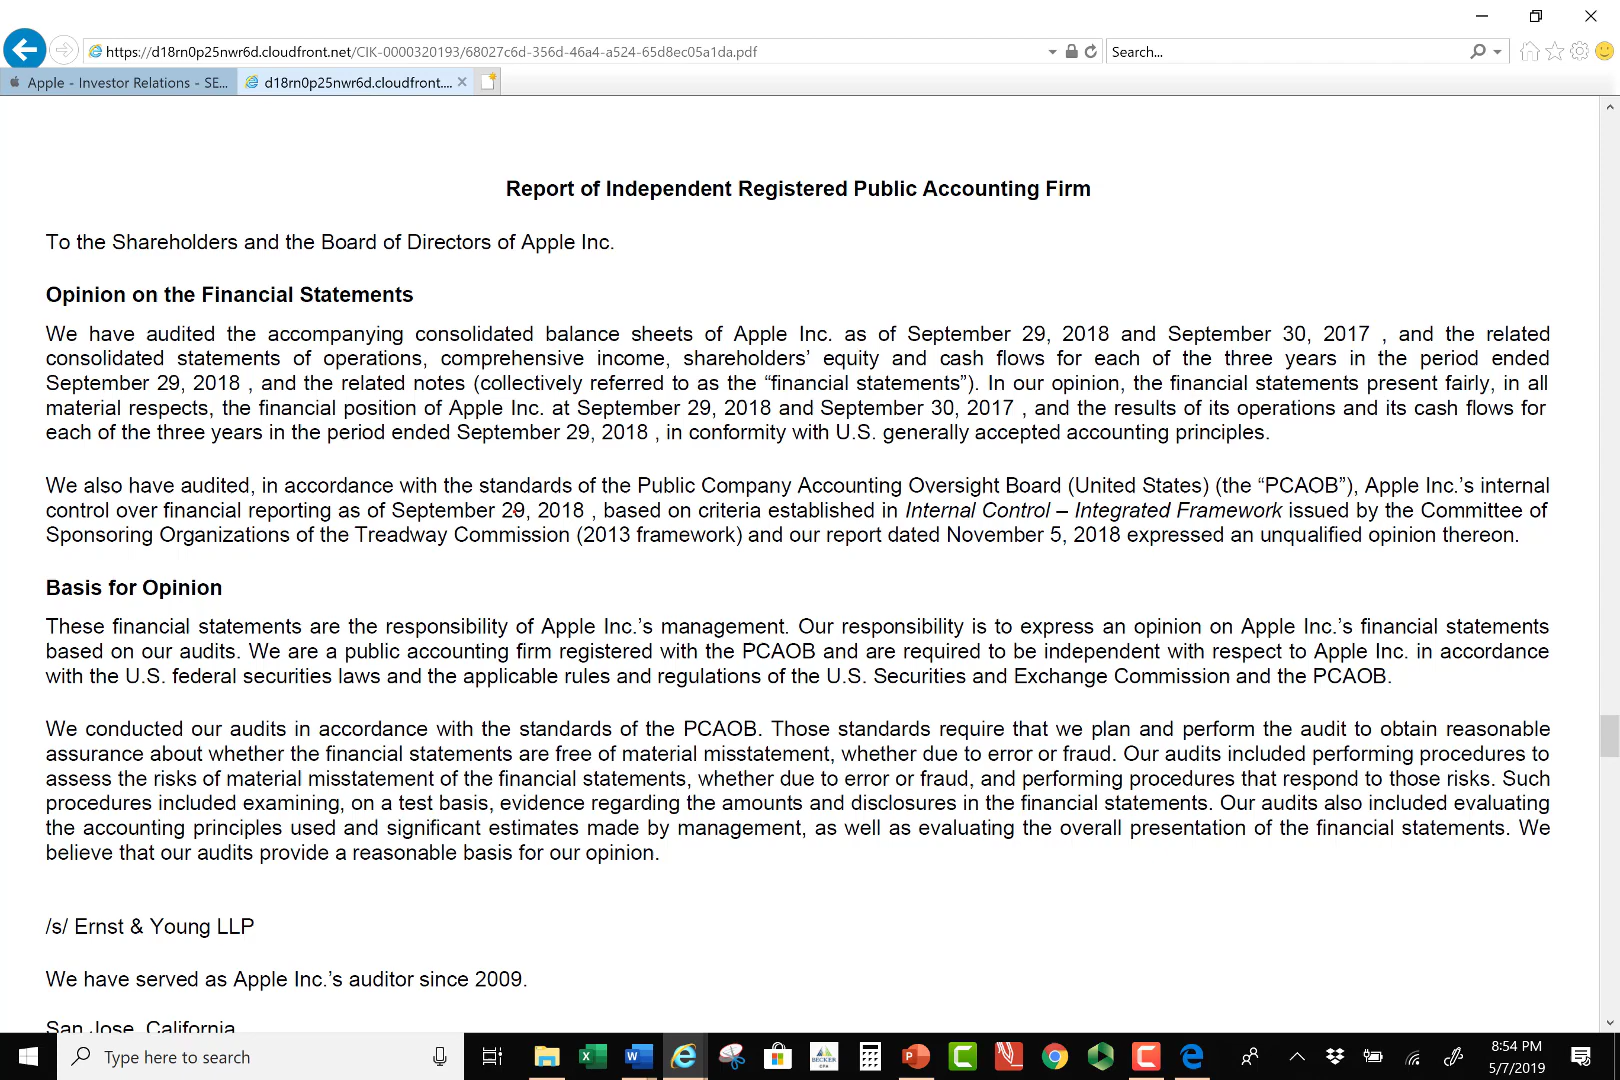 https://d18rn0p25nwr6d.cloudfront.net/CIK-0000320193/68027c6d-356d-46a4-a524-65d8ec05a1da.pdf
Search...
Apple - Investor Relations - SE...
d18rn0p25nwr6d.cloudfront....
Report of Independent Registered Public Accounting Firm
To the Shareholders and the Board of Directors of Apple Inc.
Opinion on the Financial Statements
We have audited the accompanying consolidated balance sheets of Apple Inc. as of September 29, 2018 and September 30, 2017 , and the related
consolidated statements of operations, comprehensive income, shareholders’ equity and cash flows for each of the three years in the period ended
September 29, 2018 , and the related notes (collectively referred to as the “financial statements”). In our opinion, the financial statements present fairly, in all
material respects, the financial position of Apple Inc. at September 29, 2018 and September 30, 2017 , and the results of its operations and its cash flows for
each of the three years in the period ended September 29, 2018 , in conformity with U.S. generally accepted accounting principles.
We also have audited, in accordance with the standards of the Public Company Accounting Oversight Board (United States) (the “PCAOB”), Apple Inc.’s internal
control over financial reporting as of September 29, 2018 , based on criteria established in Internal Control – Integrated Framework issued by the Committee of
Sponsoring Organizations of the Treadway Commission (2013 framework) and our report dated November 5, 2018 expressed an unqualified opinion thereon.
Basis for Opinion
These financial statements are the responsibility of Apple Inc.’s management. Our responsibility is to express an opinion on Apple Inc.’s financial statements
based on our audits. We are a public accounting firm registered with the PCAOB and are required to be independent with respect to Apple Inc. in accordance
with the U.S. federal securities laws and the applicable rules and regulations of the U.S. Securities and Exchange Commission and the PCAOB.
We conducted our audits in accordance with the standards of the PCAOB. Those standards require that we plan and perform the audit to obtain reasonable
assurance about whether the financial statements are free of material misstatement, whether due to error or fraud. Our audits included performing procedures to
assess the risks of material misstatement of the financial statements, whether due to error or fraud, and performing procedures that respond to those risks. Such
procedures included examining, on a test basis, evidence regarding the amounts and disclosures in the financial statements. Our audits also included evaluating
the accounting principles used and significant estimates made by management, as well as evaluating the overall presentation of the financial statements. We
believe that our audits provide a reasonable basis for our opinion.
/s/ Ernst & Young LLP
We have served as Apple Inc.’s auditor since 2009.
San Jose, California
Type here to search
BECKER
CPA
8:54 PM
5/7/2019